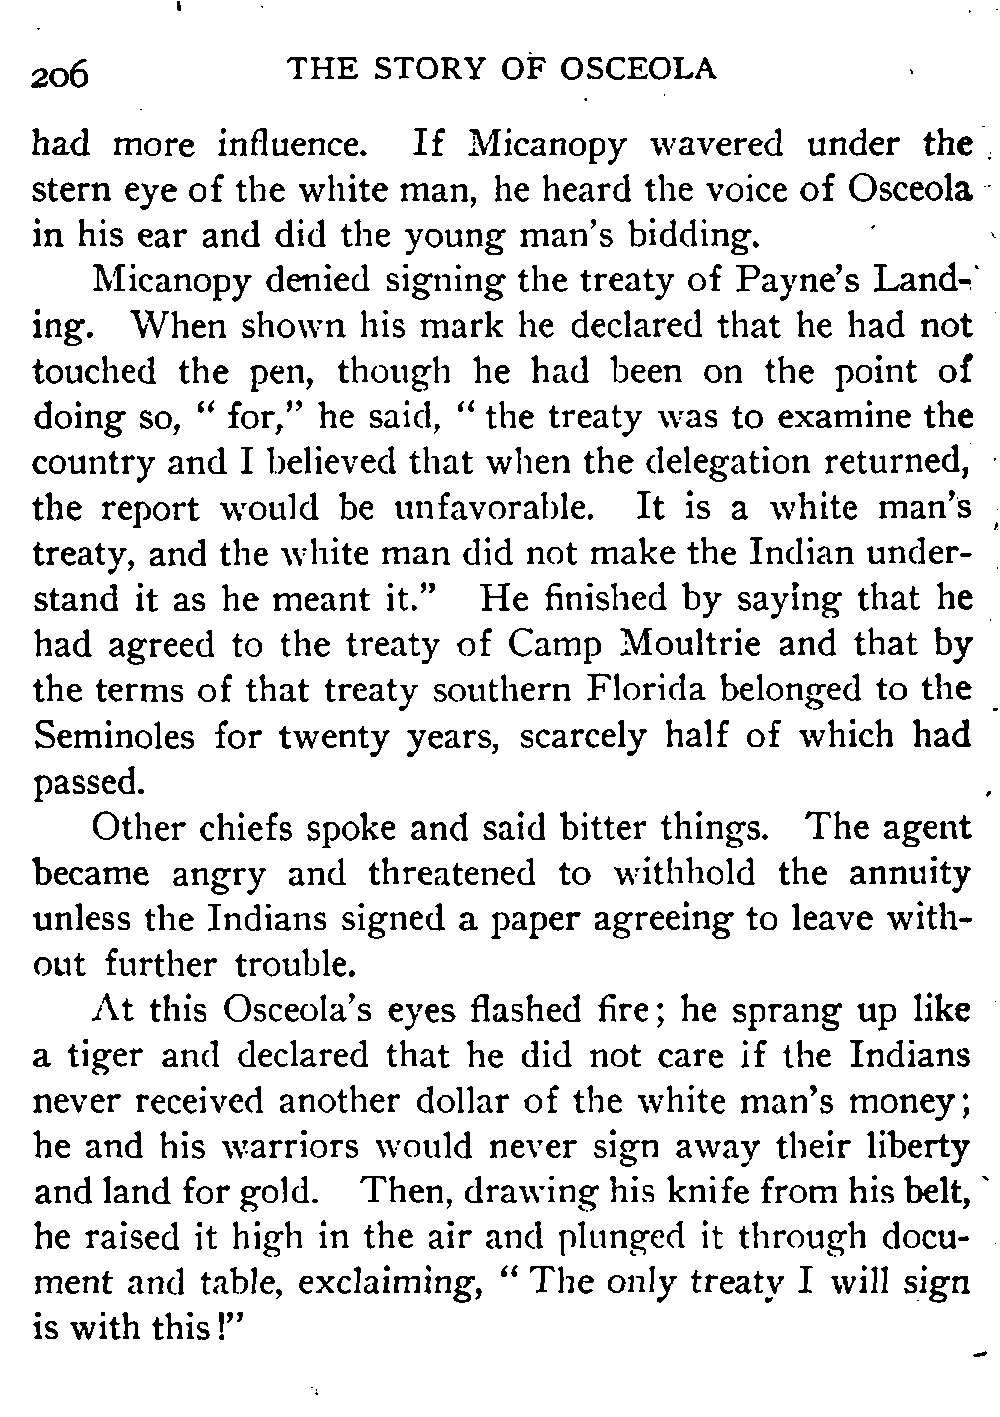 206 THE STORY OF OSCEOLA
had more influence. If Micanopy wavered under the
stern eye of the white man, he heard the voice of Osceola
in his ear and did the young man's bidding.
Micanopy denied signing the treaty of Payne's Land-
ing. When shown his mark he declared that he had not
touched the pen, though he had been on the point of
doing so, " for," he said, " the treaty was to examine the
country and I believed that when the delegation returned,
the report would be unfavorable. It is a white man's
treaty, and the white man did not make the Indian under-
stand it as he meant it." He finished by saying that he
had agreed to the treaty of Camp Moultrie and that by
the terms of that treaty southern Florida belonged to the
Seminoles for twenty years, scarcely half of which had
passed.
Other chiefs spoke and said bitter things. The agent
became angry and threatened to withhold the annuity
unless the Indians signed a paper agreeing to leave with-
out further trouble.
At this Osceola's eyes flashed fire; he sprang up like
a tiger and declared that he did not care if the Indians
never received another dollar of the white man's money;
he and his warriors would never sign away their liberty
and land for gold. Then, drawing his knife from his belt,
he raised it high in the air and plunged it through docu-
ment and table, exclaiming, " The only treaty I will sign
is with this!"